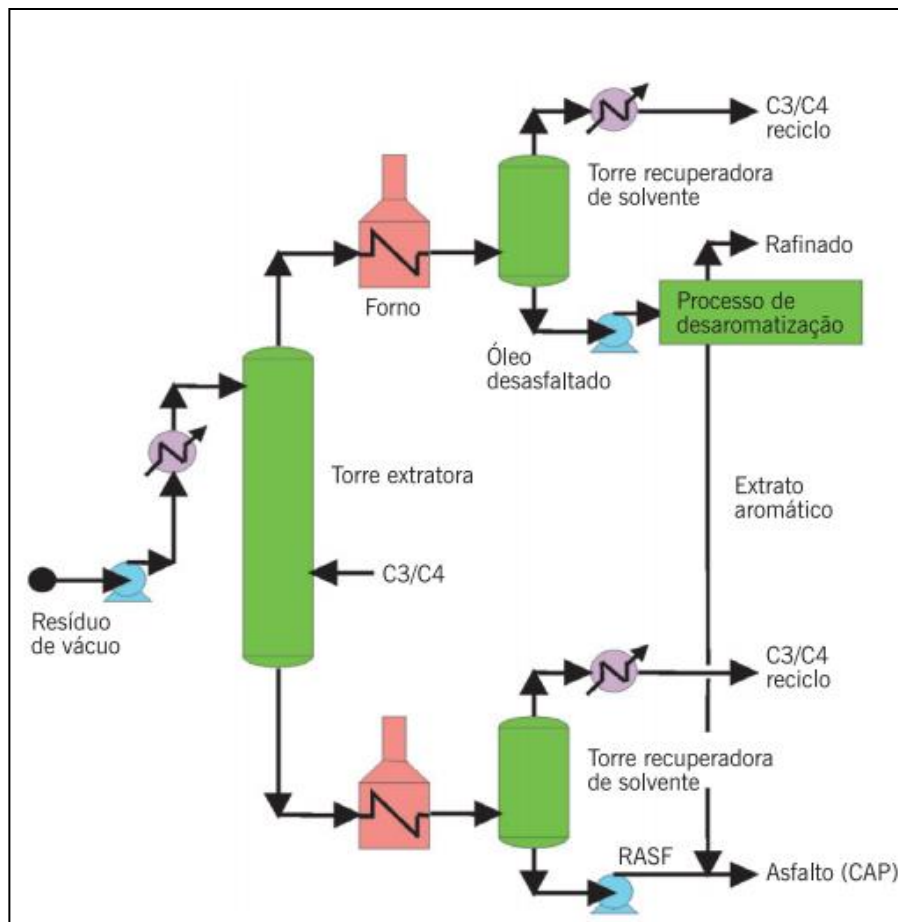 C3/C4
reciclo
Torre recuperadora
de solvente
Rafinado
Forno
Processo de
desaromatização
Óleo
desasfaltado
Torre extratora
Extrato
aromático
C3/C4
Resíduo
de vácuo
C3/C4
reciclo
Torre recuperadora
de solvente
RASF
Asfalto (CAP)